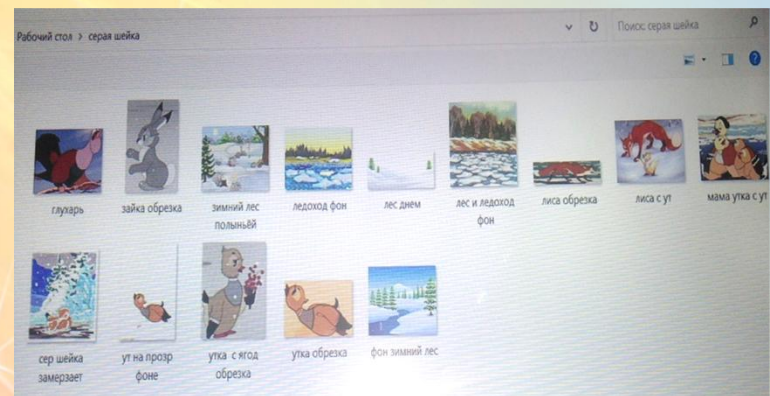 Рабочий стол > серая шейка
Поиск: серая шейка
глухарь
зайка обрезка
зимний лес
полыньёй
ледоход фон
лес днем
лес и ледоход
фон
лиса обрезка
лиса с ут
мама утка с ут
сер шейка
замерзает
ут на прозр
фоне
утка с ягод
обрезка
утка обрезка
фон зимний лес